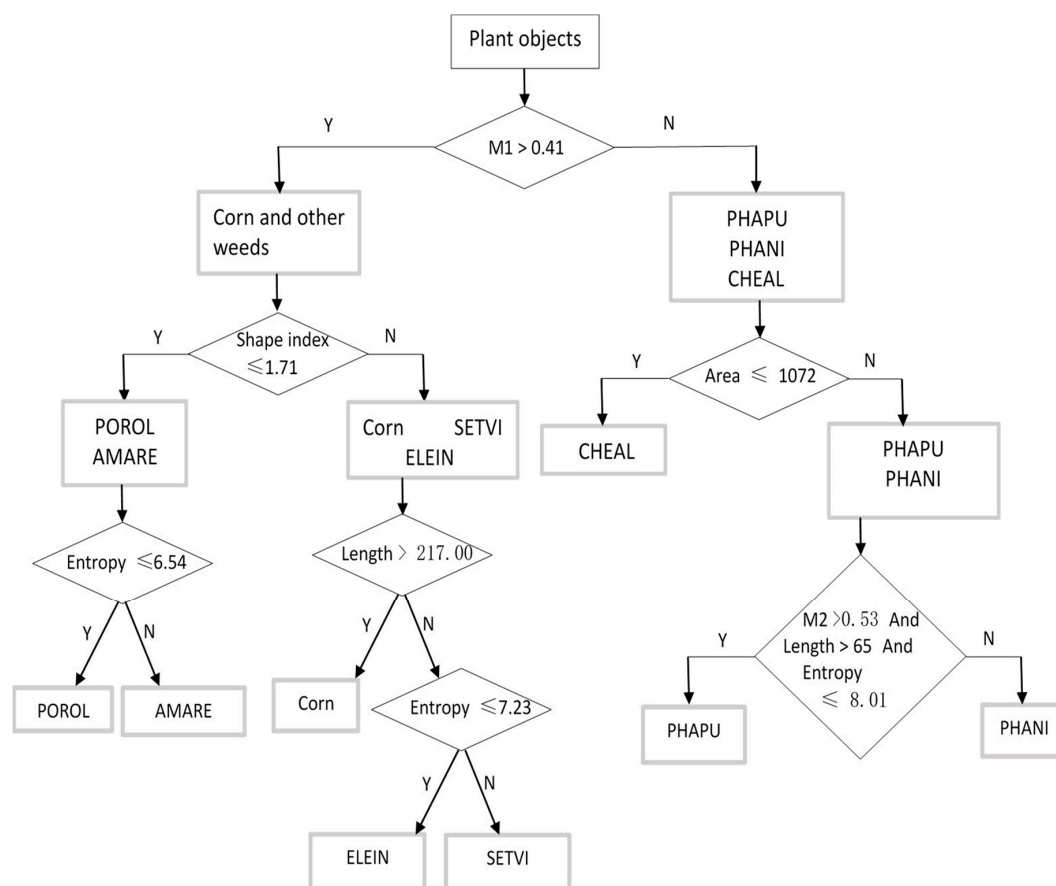 Plant objects
Y
N
M1 > 0.41
Corn and other
weeds
PHAPU
PHANI
CHEAL
Y
N
Shape index
≤1.71
Y
N
Area ≤ 1072
POROL
AMARE
Corn SETVI
ELEIN
CHEAL
PHAPU
PHANI
Entropy ≤6.54
Length > 217.00
Y
N
Y
N
M2 >0.53 And
Length > 65 And
Entropy
≤ 8.01
Y
N
POROL
AMARE
Corn
Entropy ≤7.23
PHAPU
PHANI
Y
N
ELEIN
SETVI